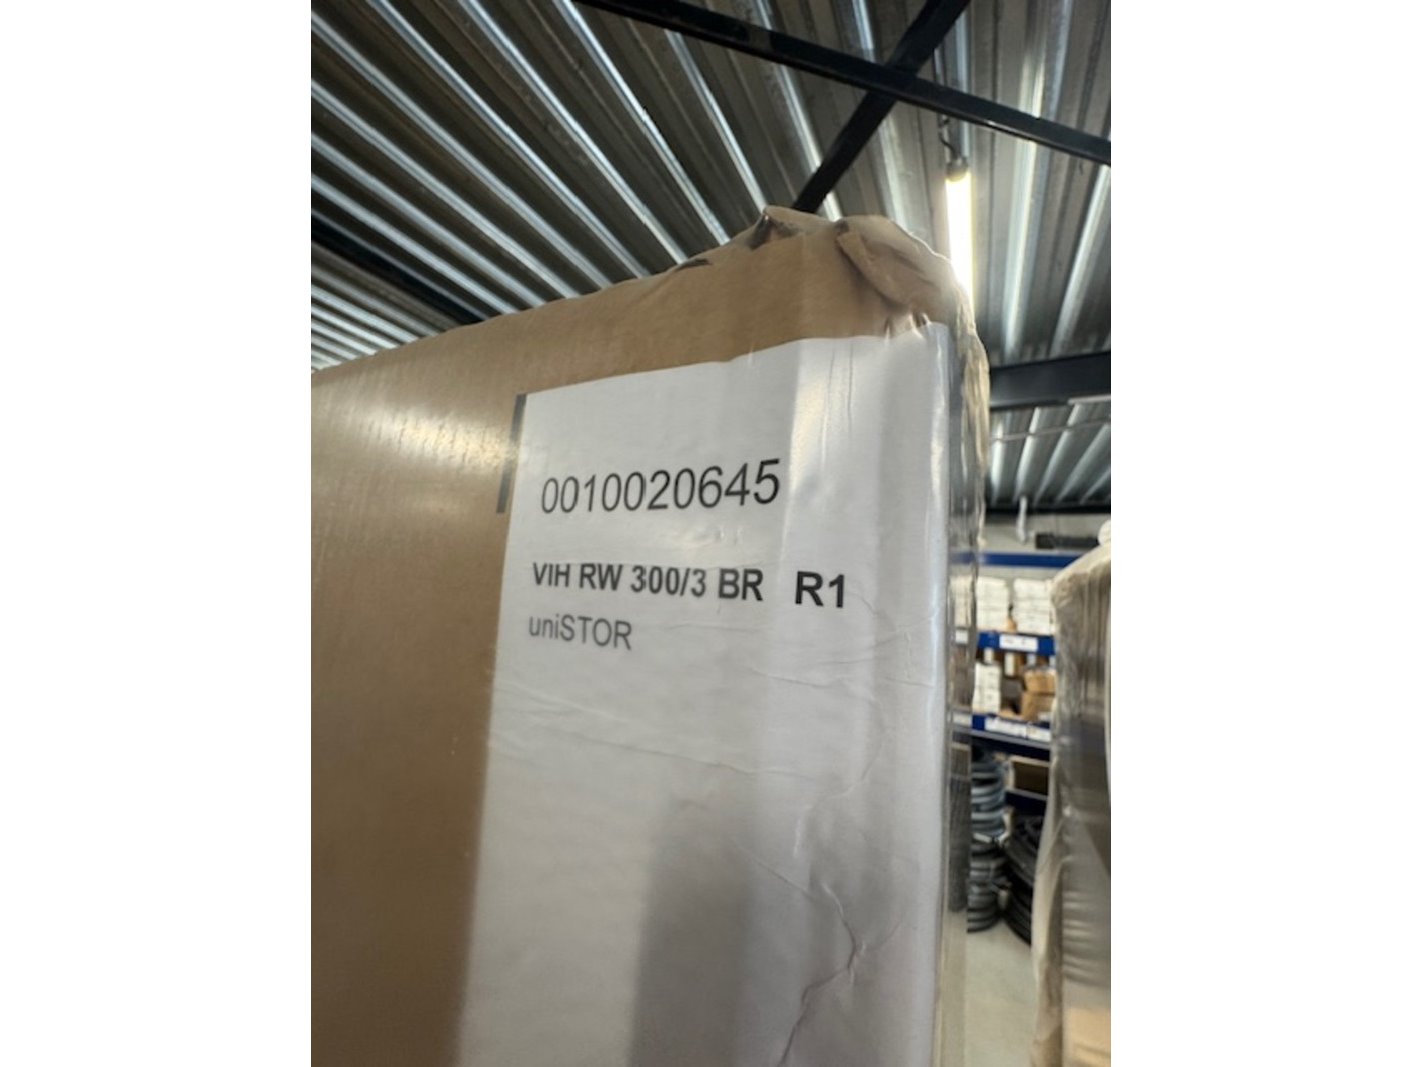 0010020645
VIH RW 300/3 BR R1
uniSTOR